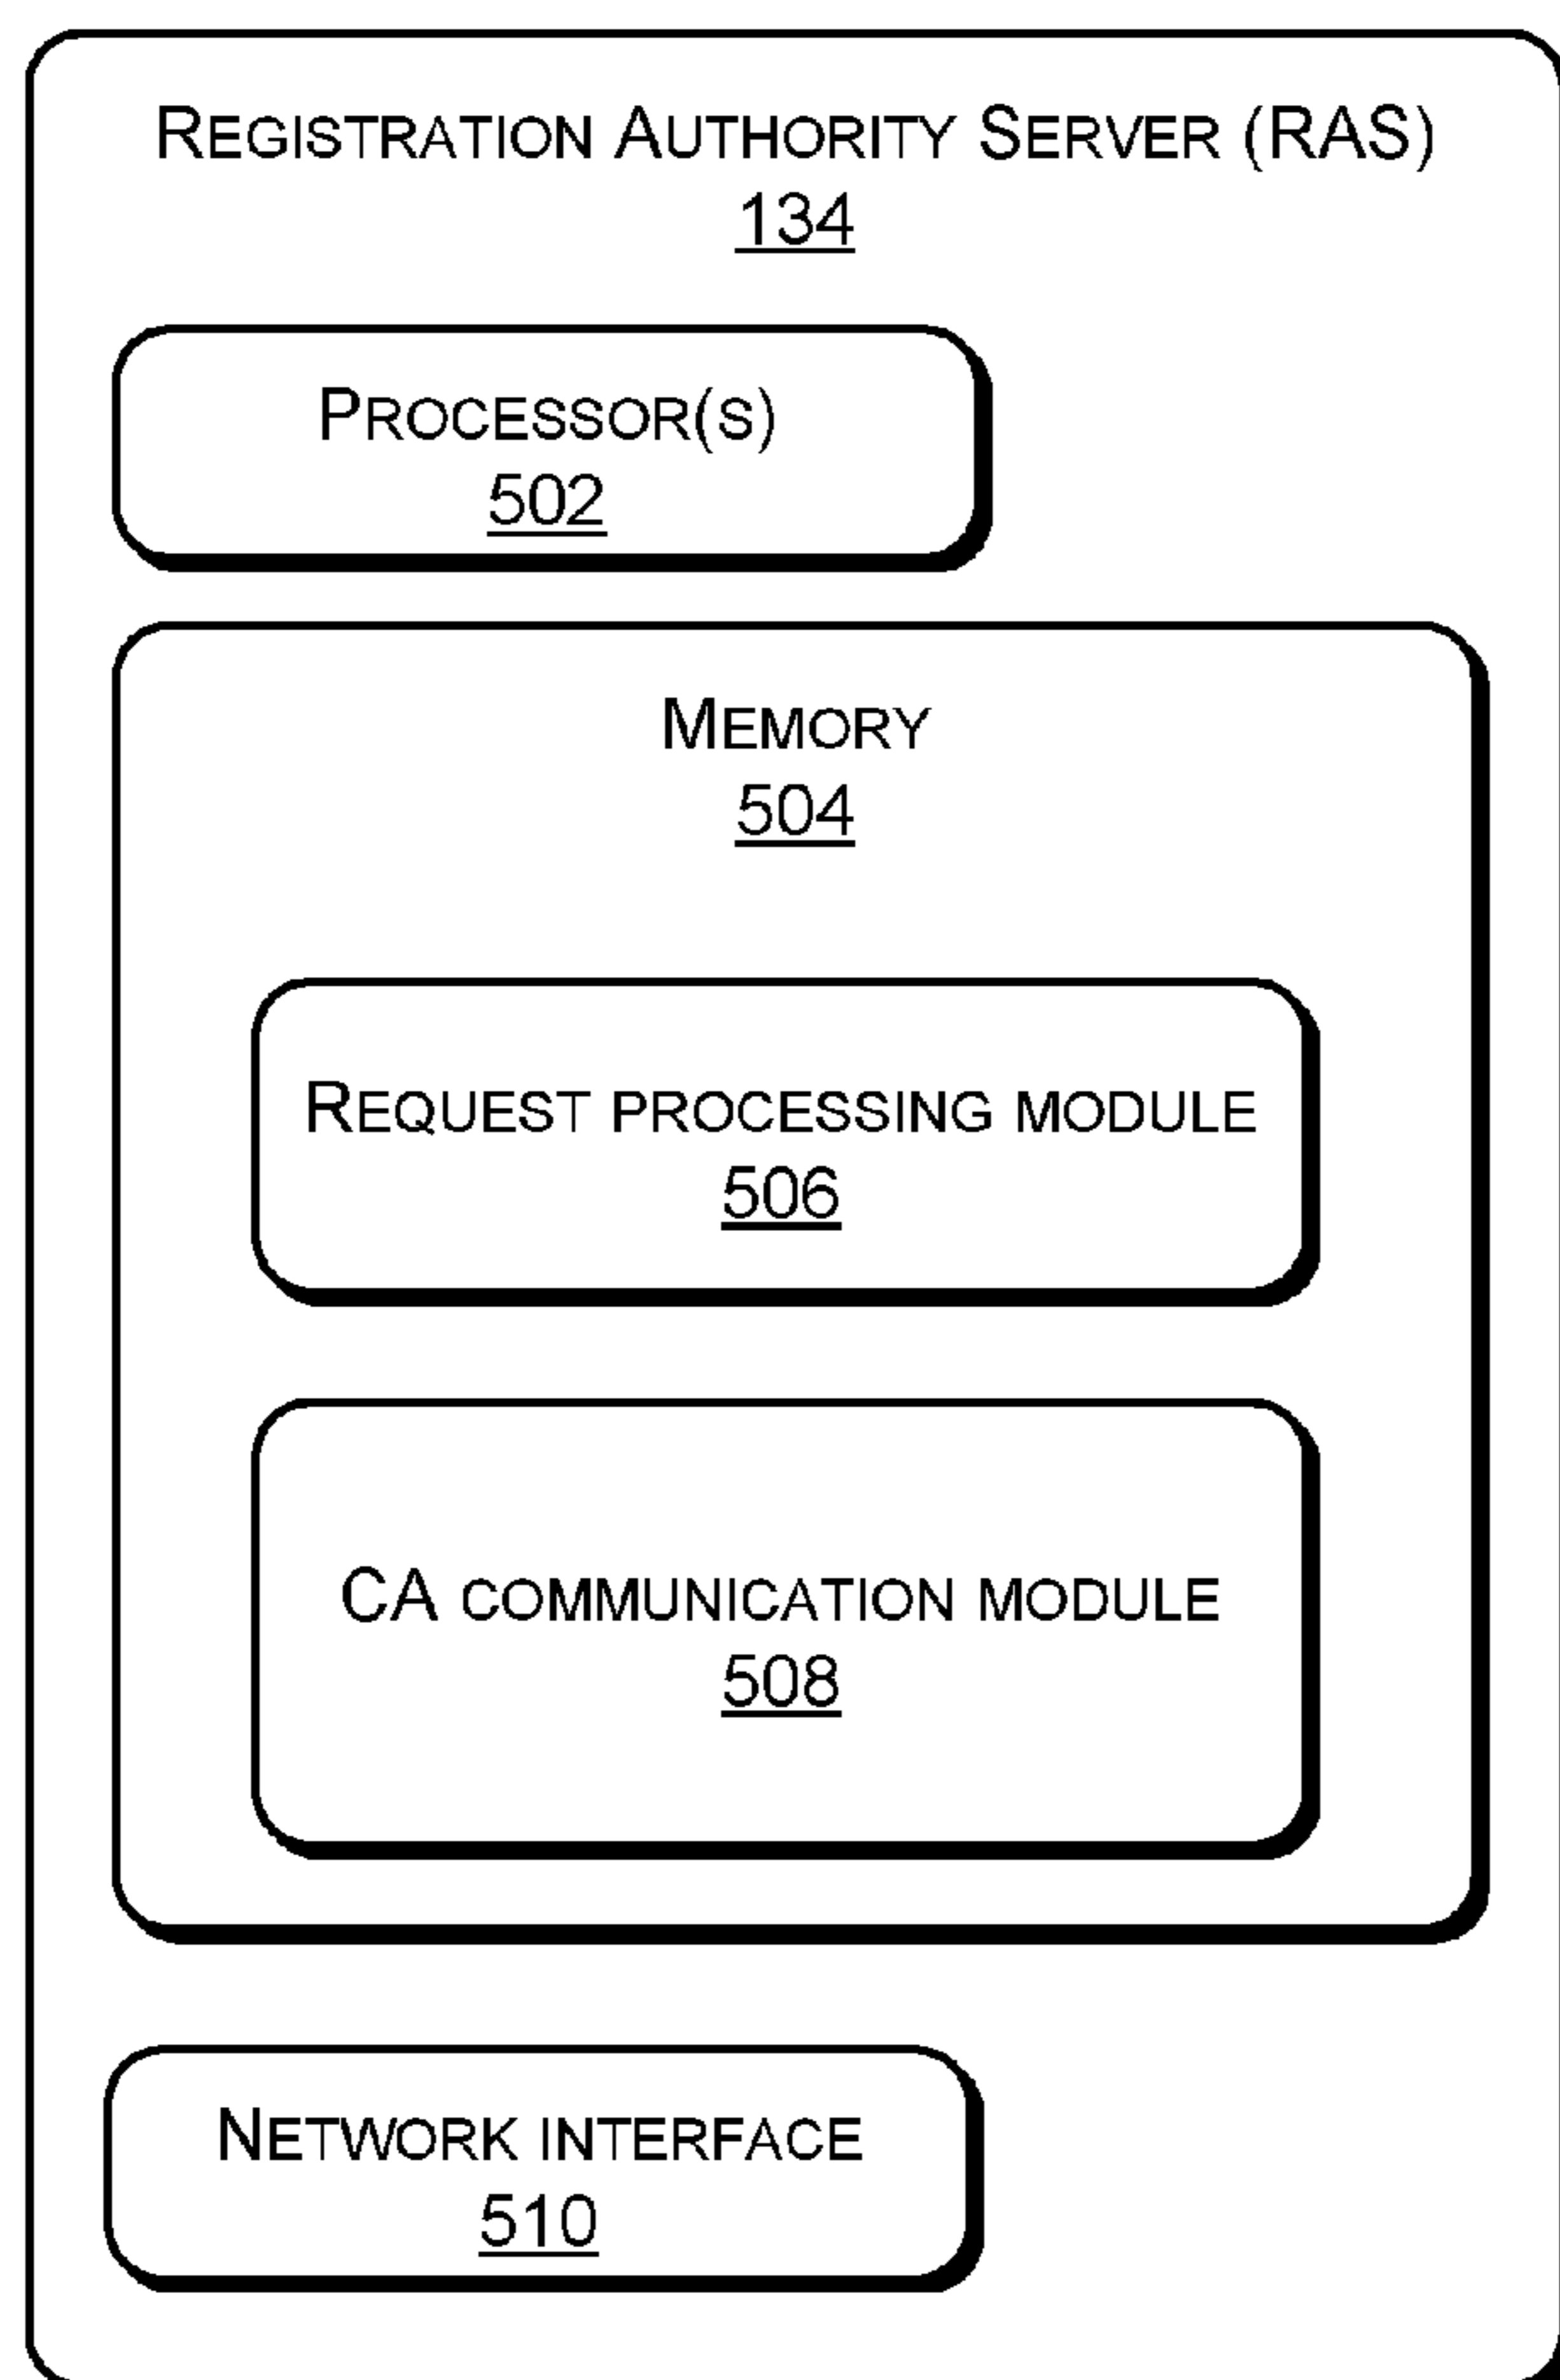 REGISTRATION AUTHORITY SERVER (RAS)
134
PROCESSOR(S)
502
MEMORY
504
REQUEST PROCESSING MODULE
506
CA COMMUNICATION MODULE
508
NETWORK INTERFACE
510